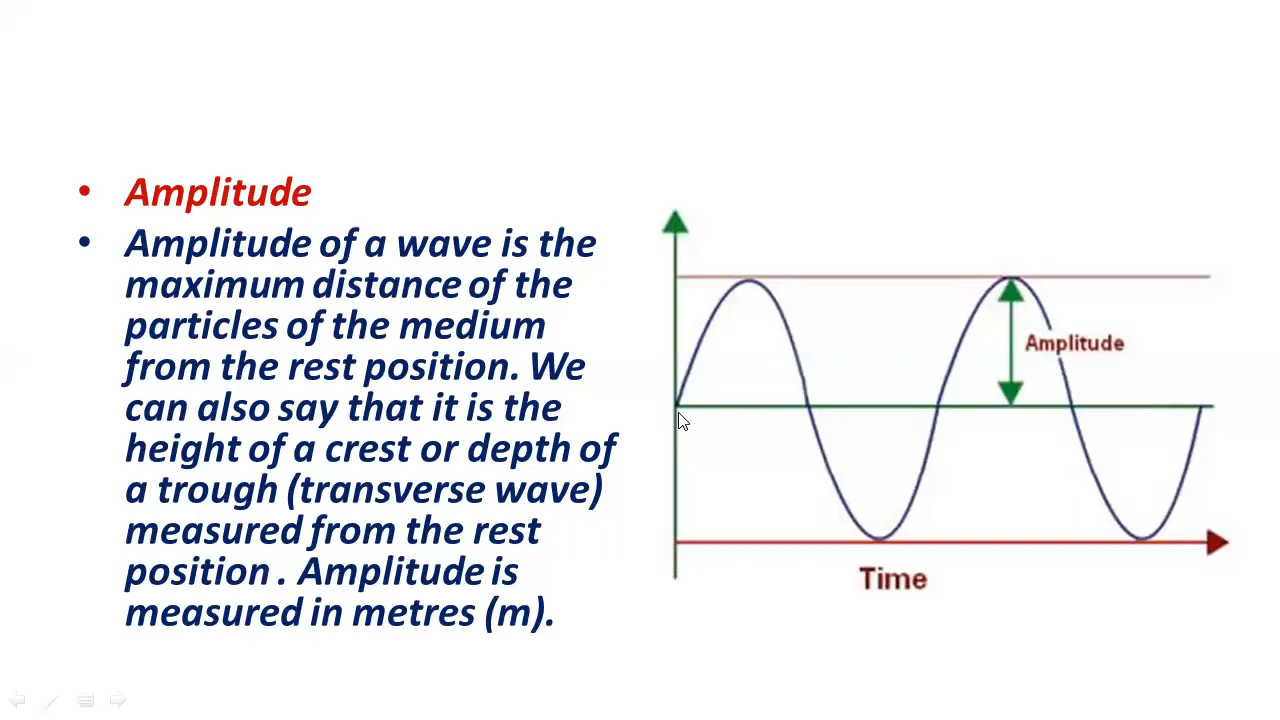 Amplitude
Amplitude of a wave is the
maximum distance of the
particles of the medium
from the rest position. We
can also say that it is the
height of a crest or depth of
a trough (transverse wave)
measured from the rest
position . Amplitude is
measured in metres (m).
Amplitude
Time